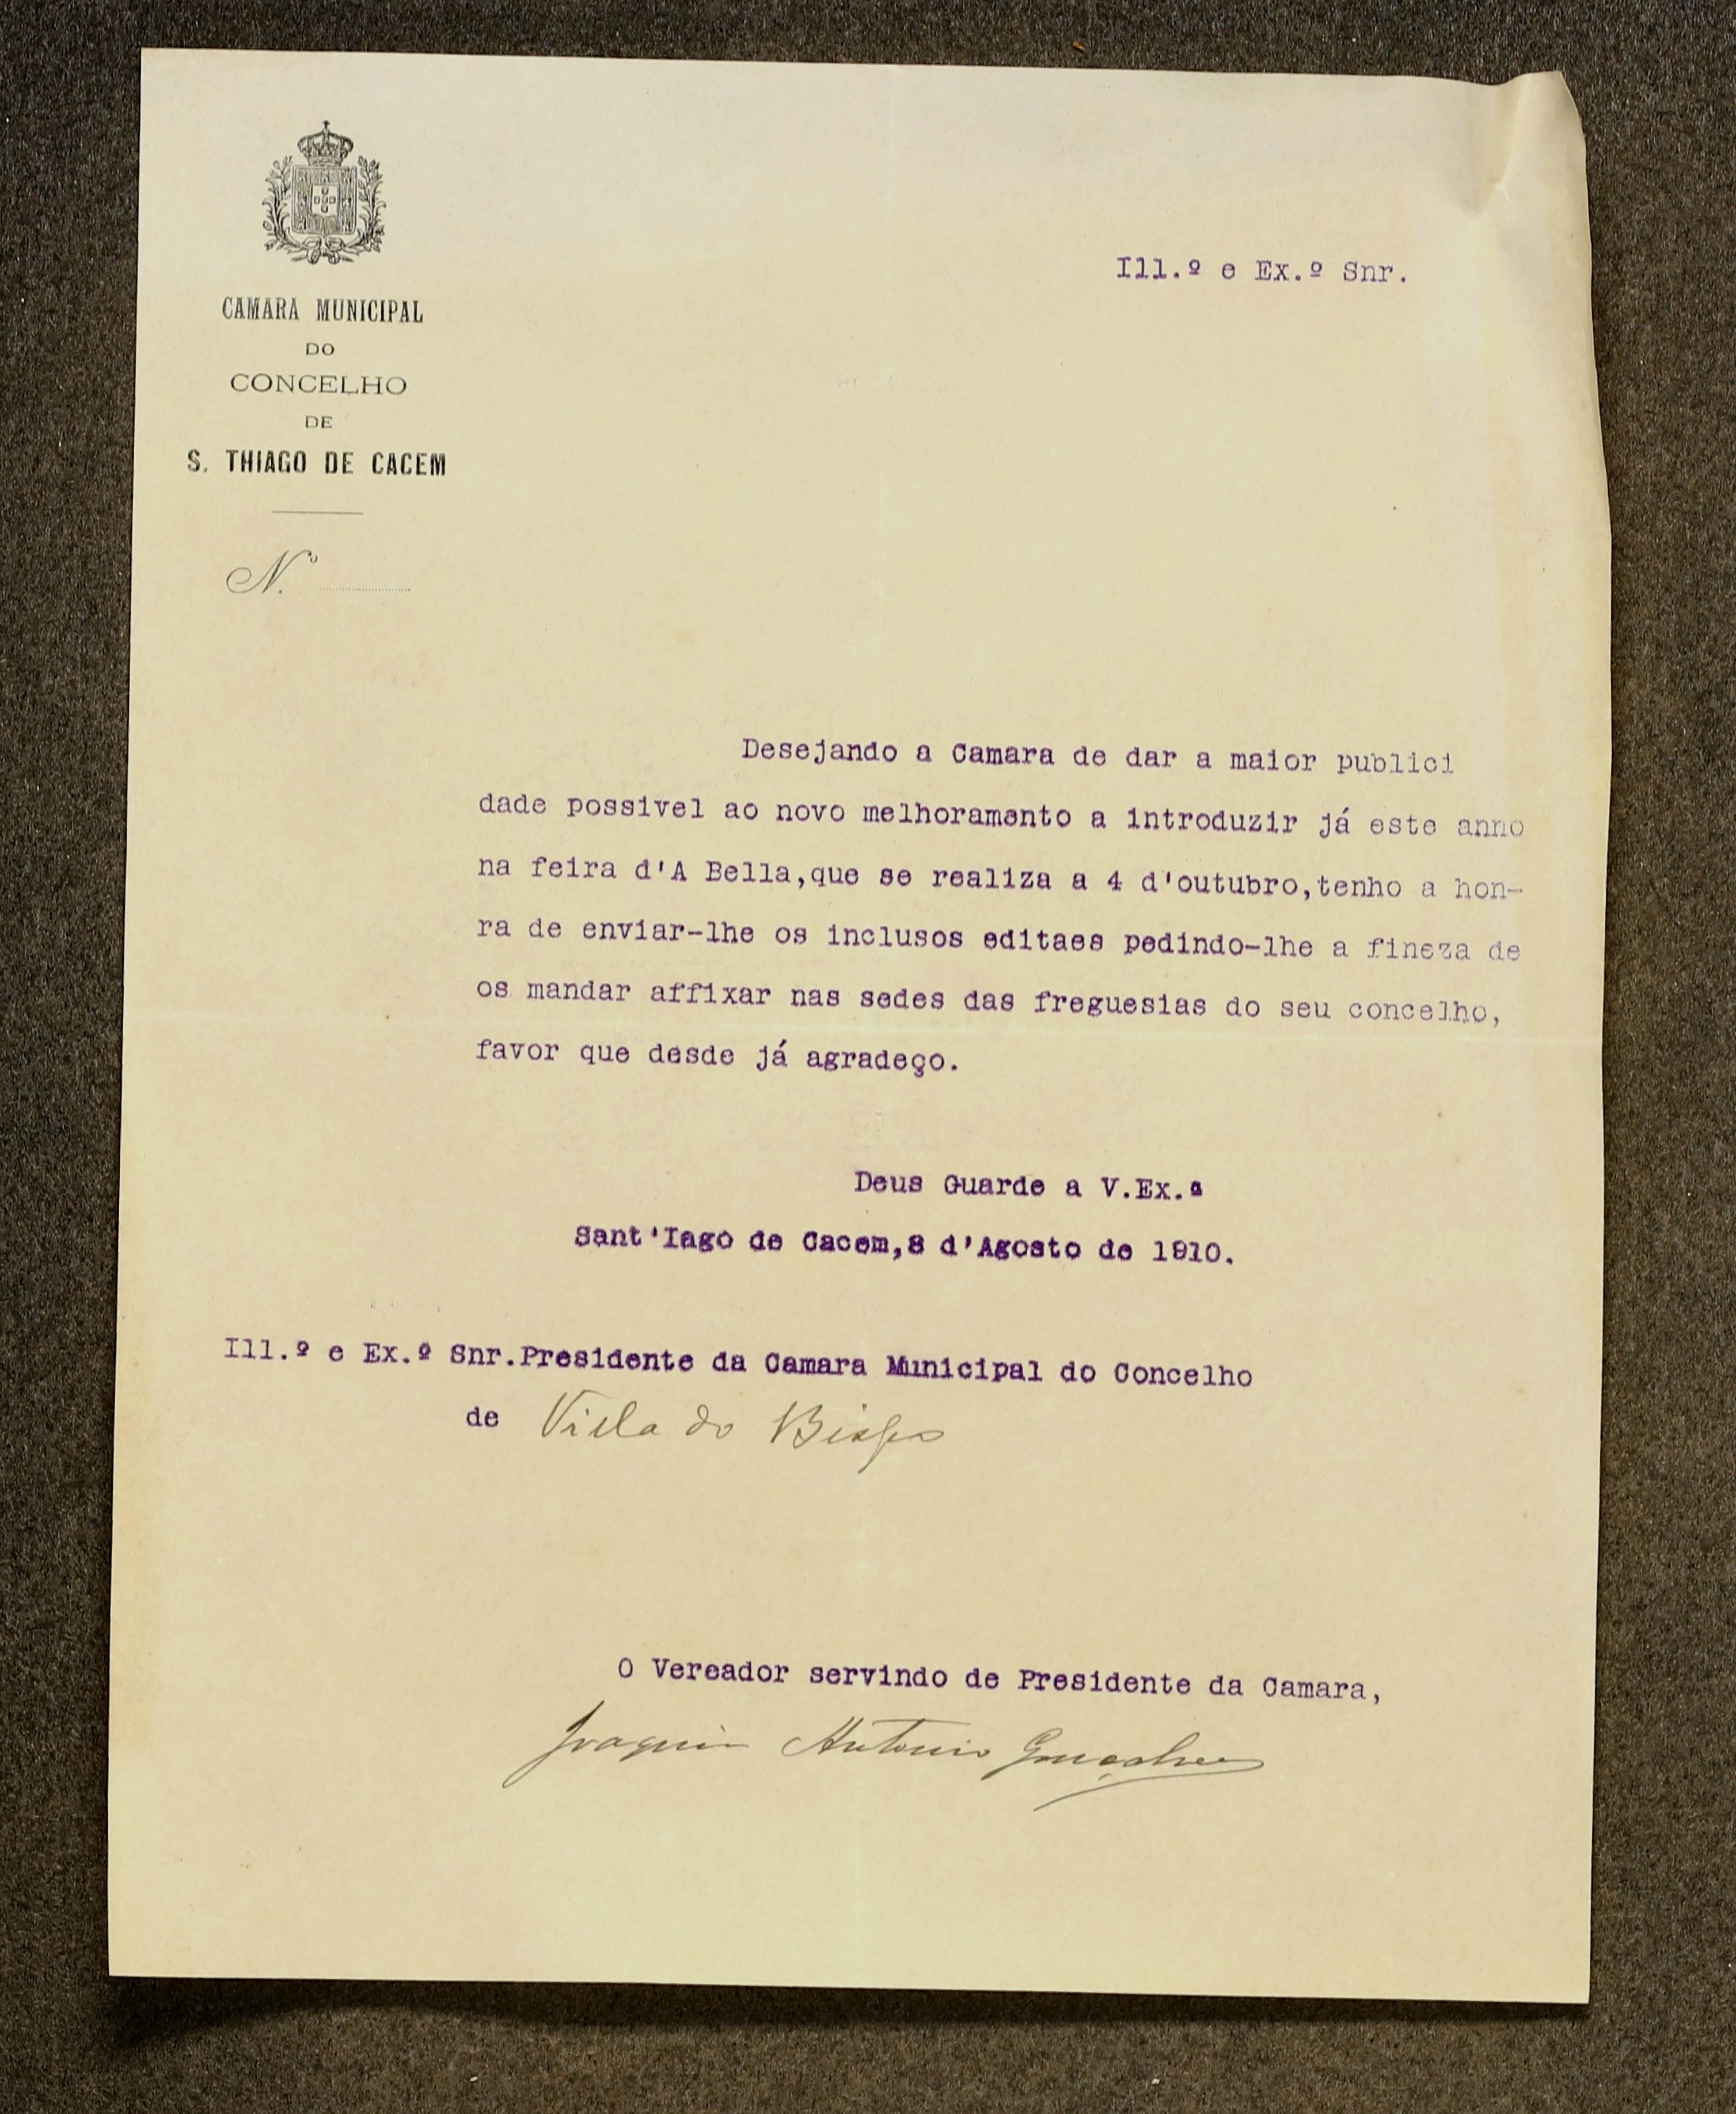 CAMARA MUNICIPAL
DO
CONCELHO
DE
S. THIAGO DE CACEM
N.º
Ill.º e Ex.º Snr.
Desejando a Camara de dar a maior publici
dade possivel ao novo melhoramento a introduzir já este anno
na feira d'A Bella,que se realiza a 4 d'outubro,tenho a hon-
ra de enviar-lhe os inclusos editaes pedindo-lhe a fineza de
os mandar affixar nas sedes das freguesias do seu concelho,
favor que desde já agradeço.
Deus Guarde a V.Ex.ª
Sant'Iago de Cacem,8 d'Agosto de 1910.
Ill.º e Ex.º Snr.Presidente da Camara Municipal do Concelho
de Villa do Bispo
O Vereador servindo de Presidente da Camara,
Joaquim Antonio Gonçalves